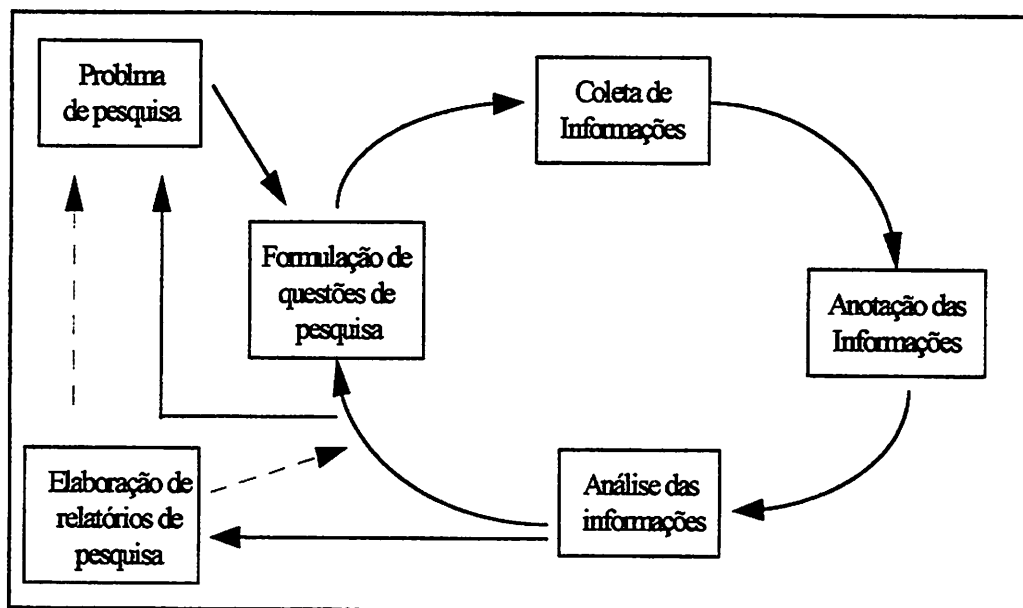 Problma
de pesquisa
Coleta de
Informações
Formulação de
questões de
pesquisa
Anotação das
Informações
Análise das
informações
Elaboração de
relatórios de
pesquisa